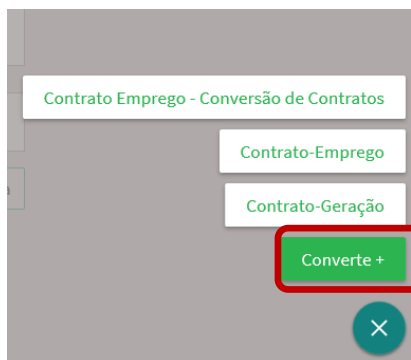 Contrato Emprego - Conversão de Contratos
Contrato-Emprego
a
Contrato-Geração
Converte +